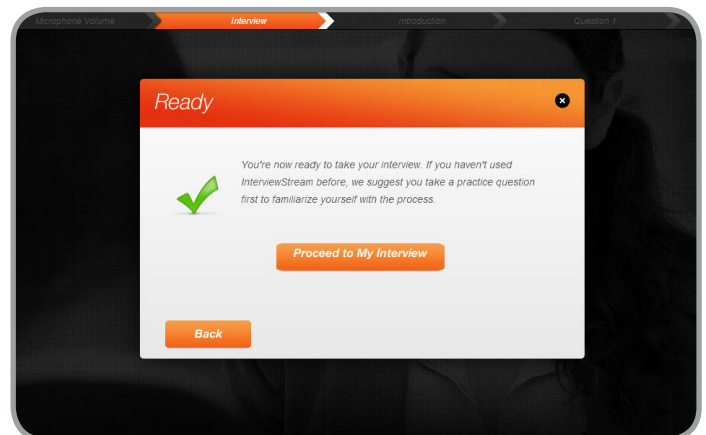 Microphone Volume
Interview
Introduction
Question 1
Ready
You're now ready to take your interview. If you haven't used
InterviewStream before, we suggest you take a practice question
first to familiarize yourself with the process.
Proceed to My Interview
Back